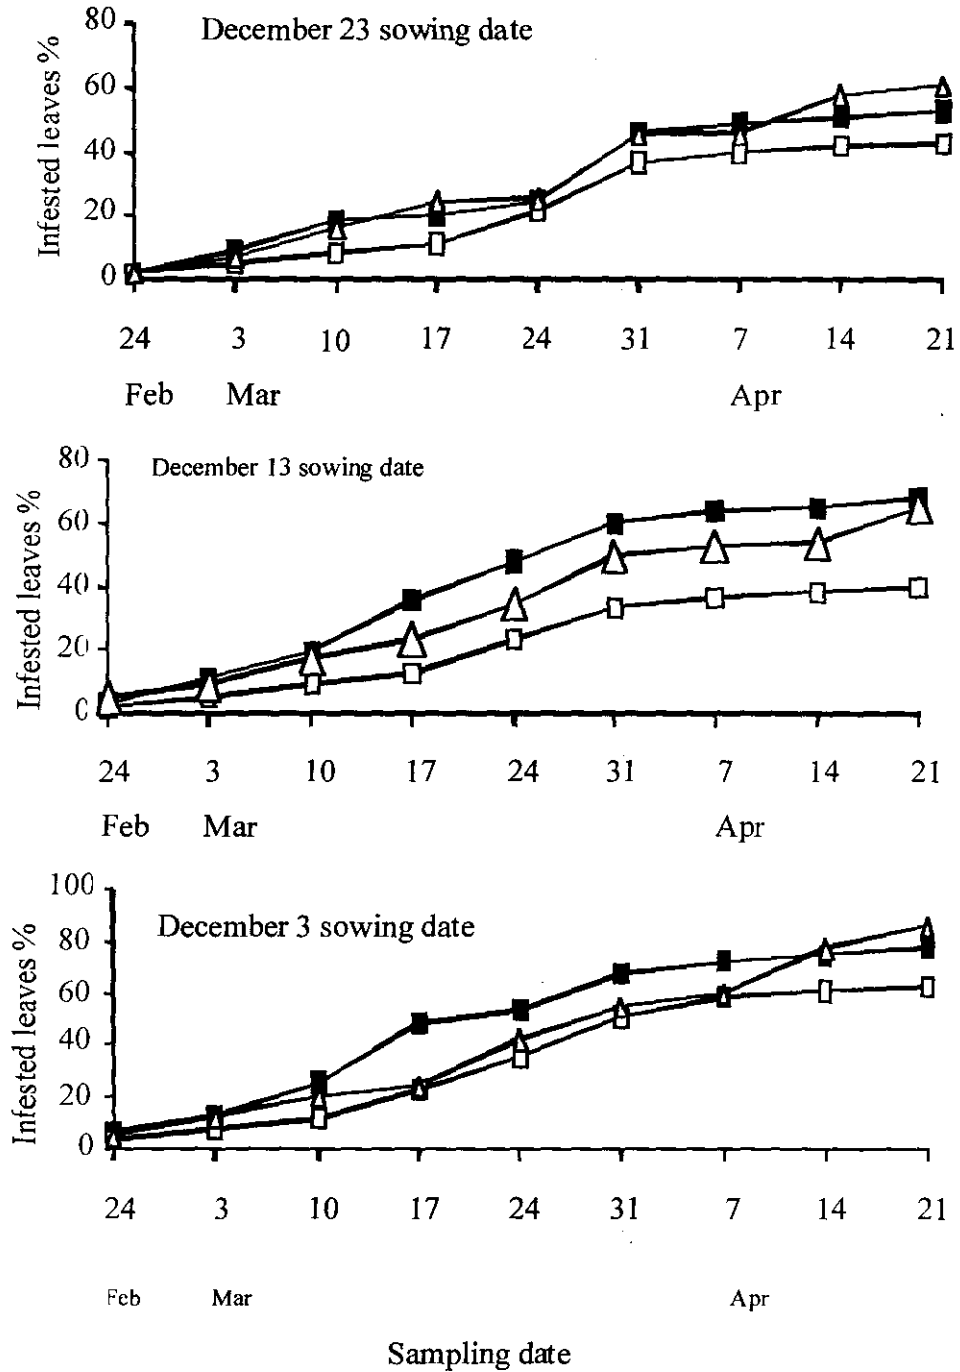 December 23 sowing date
Infested leaves %
80
60
40
20
0
24 3 10 17 24 31 7 14 21
Feb Mar Apr
December 13 sowing date
Infested leaves %
80
60
40
20
0
24 3 10 17 24 31 7 14 21
Feb Mar Apr
December 3 sowing date
Infested leaves %
100
80
60
40
20
0
24 3 10 17 24 31 7 14 21
Feb Mar Apr
Sampling date